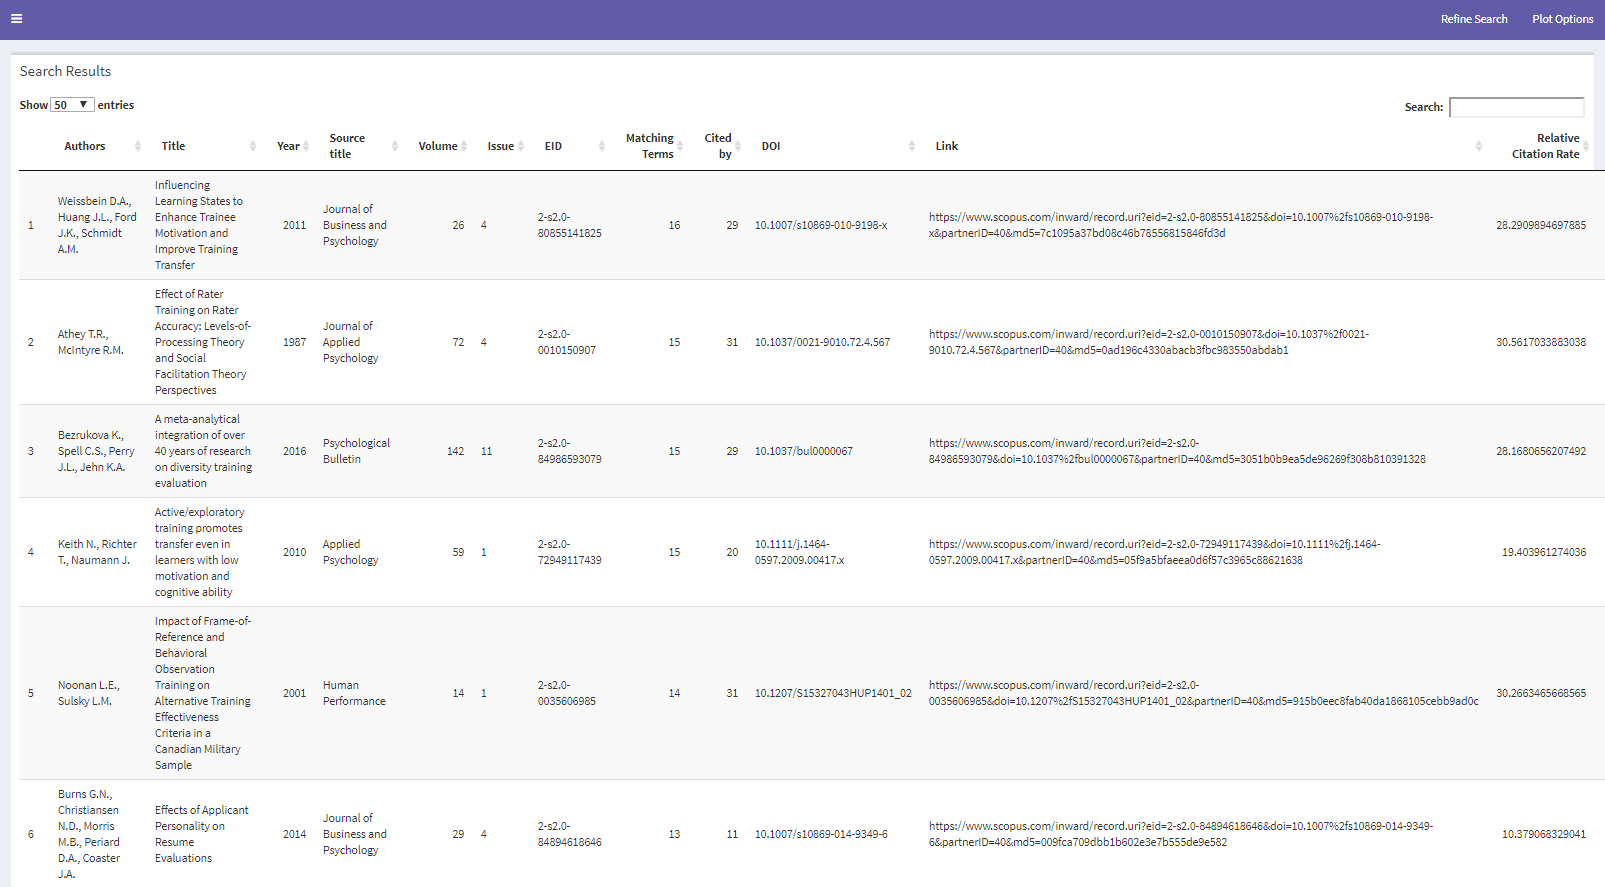 Refine Search Plot Options
Search Results
Show 50 entries
Search:
Authors Title Year Source title Volume Issue EID Matching Terms Cited by DOI Link Relative Citation Rate
1
Weissbein D.A.,
Huang J.L., Ford
J.K., Schmidt
A.M.
Influencing
Learning States to
Enhance Trainee
Motivation and
Improve Training
Transfer
2011
Journal of
Business and
Psychology
26
4
2-s2.0-
80855141825
16
29
10.1007/s10869-010-9198-x
https://www.scopus.com/inward/record.uri?eid=2-s2.0-80855141825&doi=10.1007%2fs10869-010-9198-
x&partnerID=40&md5=7c1095a37bd08c46b78556815846fd3d
28.2909894697885
2
Athey T.R.,
McIntyre R.M.
Effect of Rater
Training on Rater
Accuracy: Levels-of-
Processing Theory
and Social
Facilitation Theory
Perspectives
1987
Journal of
Applied
Psychology
72
4
2-s2.0-
0010150907
15
31
10.1037/0021-9010.72.4.567
https://www.scopus.com/inward/record.uri?eid=2-s2.0-0010150907&doi=10.1037%2f0021-
9010.72.4.567&partnerID=40&md5=0ad196c4330abacb3fbc983550abdab1
30.5617033883038
3
Bezrukova K.,
Spell C.S., Perry
J.L., Jehn K.A.
A meta-analytical
integration of over
40 years of research
on diversity training
evaluation
2016
Psychological
Bulletin
142
11
2-s2.0-
84986593079
15
29
10.1037/bul0000067
https://www.scopus.com/inward/record.uri?eid=2-s2.0-
84986593079&doi=10.1037%2fbul0000067&partnerID=40&md5=3051b0b9ea5de96269f308b810391328
28.1680656207492
4
Keith N., Richter
T., Naumann J.
Active/exploratory
training promotes
transfer even in
learners with low
motivation and
cognitive ability
2010
Applied
Psychology
59
1
2-s2.0-
72949117439
15
20
10.1111/j.1464-
0597.2009.00417.x
https://www.scopus.com/inward/record.uri?eid=2-s2.0-72949117439&doi=10.1111%2fj.1464-
0597.2009.00417.x&partnerID=40&md5=05f9a5bfaeea0d6f57c3965c88621638
19.403961274036
5
Noonan L.E.,
Sulsky L.M.
Impact of Frame-of-
Reference and
Behavioral
Observation
Training on
Alternative Training
Effectiveness
Criteria in a
Canadian Military
Sample
2001
Human
Performance
14
1
2-s2.0-
0035606985
14
31
10.1207/S15327043HUP1401_02
https://www.scopus.com/inward/record.uri?eid=2-s2.0-
0035606985&doi=10.1207%2fS15327043HUP1401_02&partnerID=40&md5=915b0eec8fab40da1868105cebb9ad0c
30.2663465668565
6
Burns G.N.,
Christiansen
N.D., Morris
M.B., Periard
D.A., Coaster
J.A.
Effects of Applicant
Personality on
Resume
Evaluations
2014
Journal of
Business and
Psychology
29
4
2-s2.0-
84894618646
13
11
10.1007/s10869-014-9349-6
https://www.scopus.com/inward/record.uri?eid=2-s2.0-84894618646&doi=10.1007%2fs10869-014-9349-
6&partnerID=40&md5=009fca709dbb1b602e3e7b555de9e582
10.379068329041